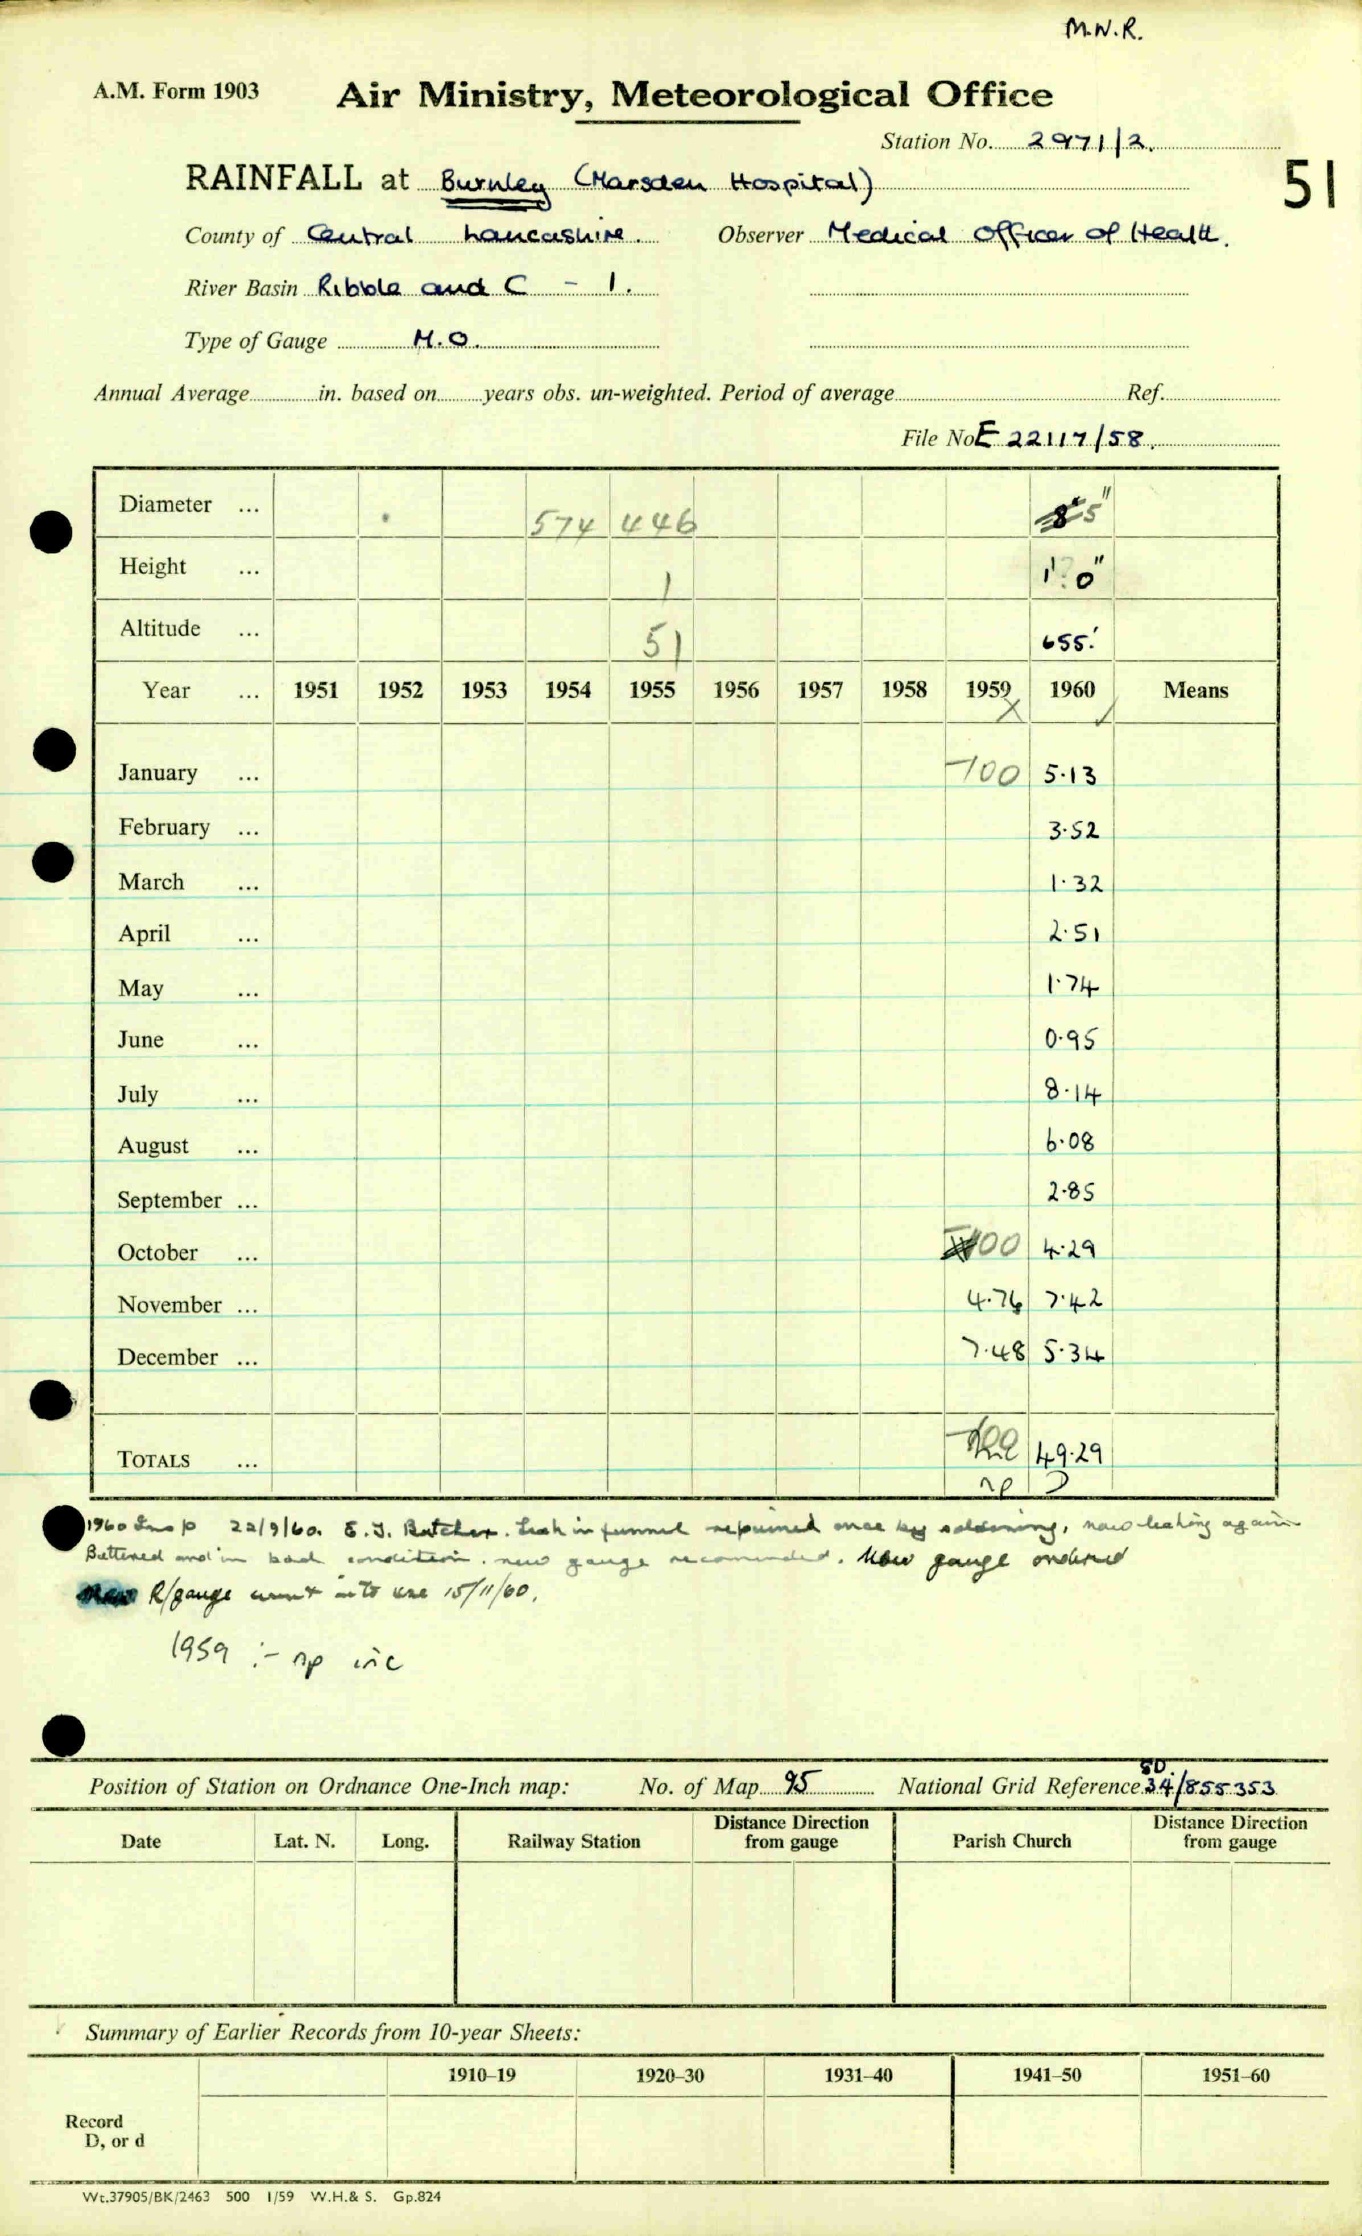 M.W.R.
A.M. Form 1903 Air Ministry, Meteorological Office
Station No. 2971/2.
RAINFALL at Burnley (Marsden Hospital) 51
County of Central Lancashire. Observer Medical Officer of Health.
River Basin Ribble and C - 1.
Type of Gauge M.O.
Annual Average in. based on years obs. un-weighted. Period of average Ref.
File No E 22117/58.
Diameter ... 574 446 5"
Height ... 1 1' 0"
Altitude ... 51 655'
Year ... 1951 1952 1953 1954 1955 1956 1957 1958 1959 1960 Means
X ✓
January ... -100 5.13
February ... 3.52
March ... 1.32
April ... 2.51
May ... 1.74
June ... 0.95
July ... 8.14
August ... 6.08
September ... 2.85
October ... 00 4.29
November ... 4.76 7.42
December ... 7.48 5.34
TOTALS ... 49.29
np D
1960 Insp 22/9/60. E. J. Batcher. Leak in funnel repaired once by soldering, now leaking again
Battered and in bad condition. new gauge recommended. New gauge ordered
New R/gauge went into use 15/11/60.
1959 :- np inc
Position of Station on Ordnance One-Inch map: No. of Map 95 National Grid Reference SD. 34/855353
Date Lat. N. Long. Railway Station Distance Direction from gauge Parish Church Distance Direction from gauge
Summary of Earlier Records from 10-year Sheets:
1910–19 1920–30 1931–40 1941–50 1951–60
Record
D, or d
Wt.37905/BK/2463 500 1/59 W.H.& S. Gp.824